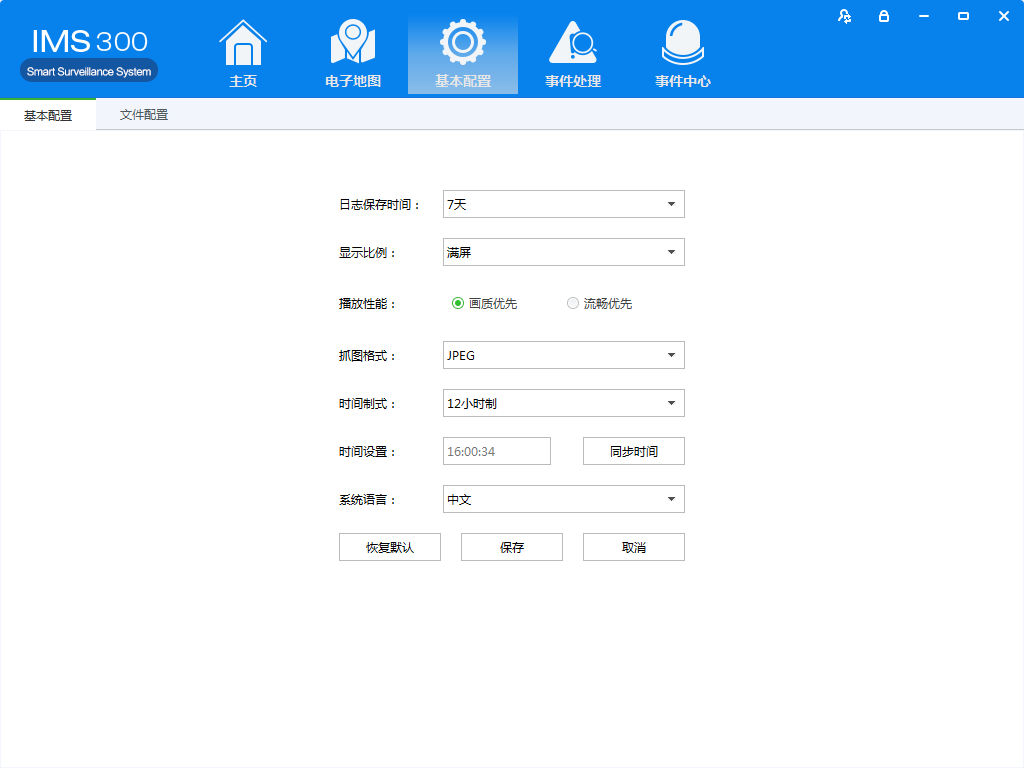 IMS 300
Smart Surveillance System
主页
电子地图
基本配置
事件处理
事件中心
基本配置
文件配置
日志保存时间：
7天
显示比例：
满屏
播放性能：
画质优先
流畅优先
抓图格式：
JPEG
时间制式：
12小时制
时间设置：
16:00:34
同步时间
系统语言：
中文
恢复默认
保存
取消